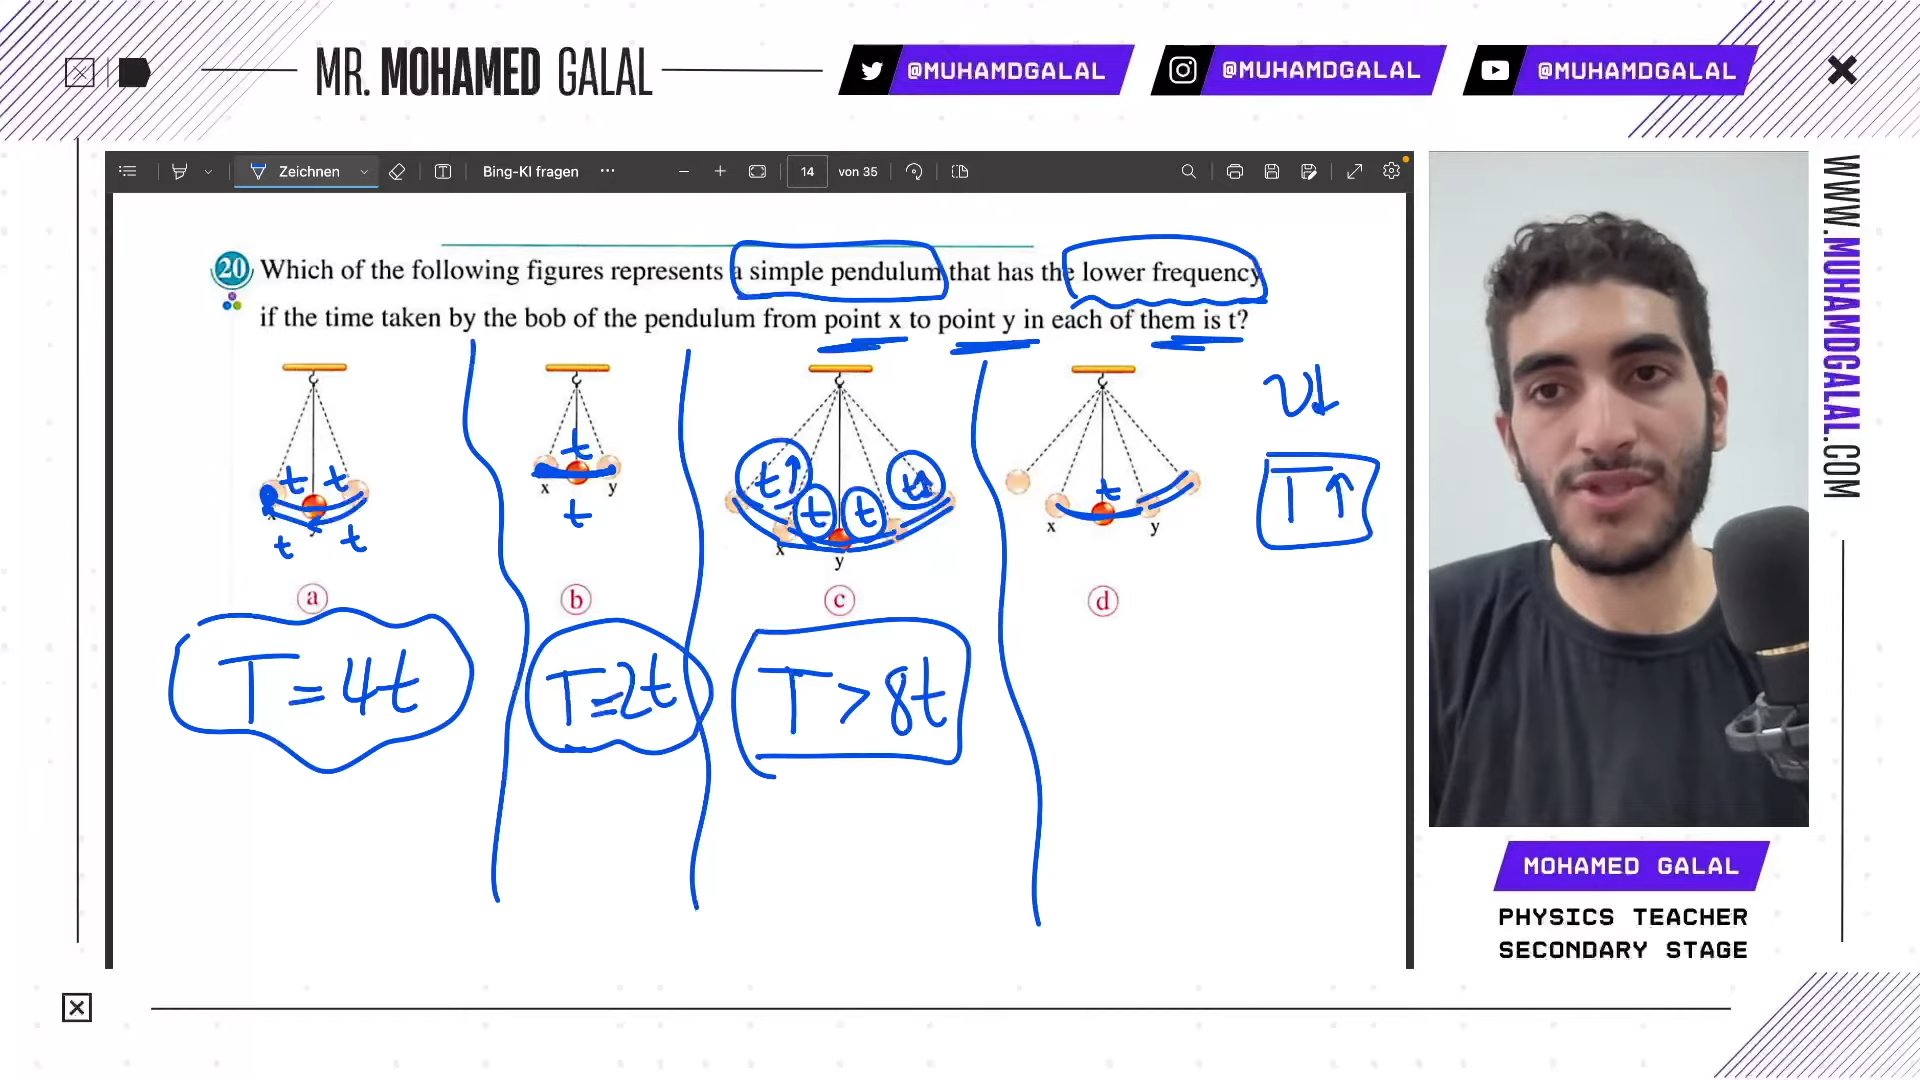 MR. MOHAMED GALAL
@MUHAMDGALAL
@MUHAMDGALAL
@MUHAMDGALAL
WWW.MUHAMDGALAL.COM
Zeichnen
Bing-KI fragen
14
von 35
20 Which of the following figures represents a simple pendulum that has the lower frequency
if the time taken by the bob of the pendulum from point x to point y in each of them is t?
ν↓
T↑
t t
x
y
t t
t
x y
t
t↑ t t t↑
x
y
t
x y
a
b
c
d
T = 4t
T = 2t
T > 8t
MOHAMED GALAL
PHYSICS TEACHER
SECONDARY STAGE